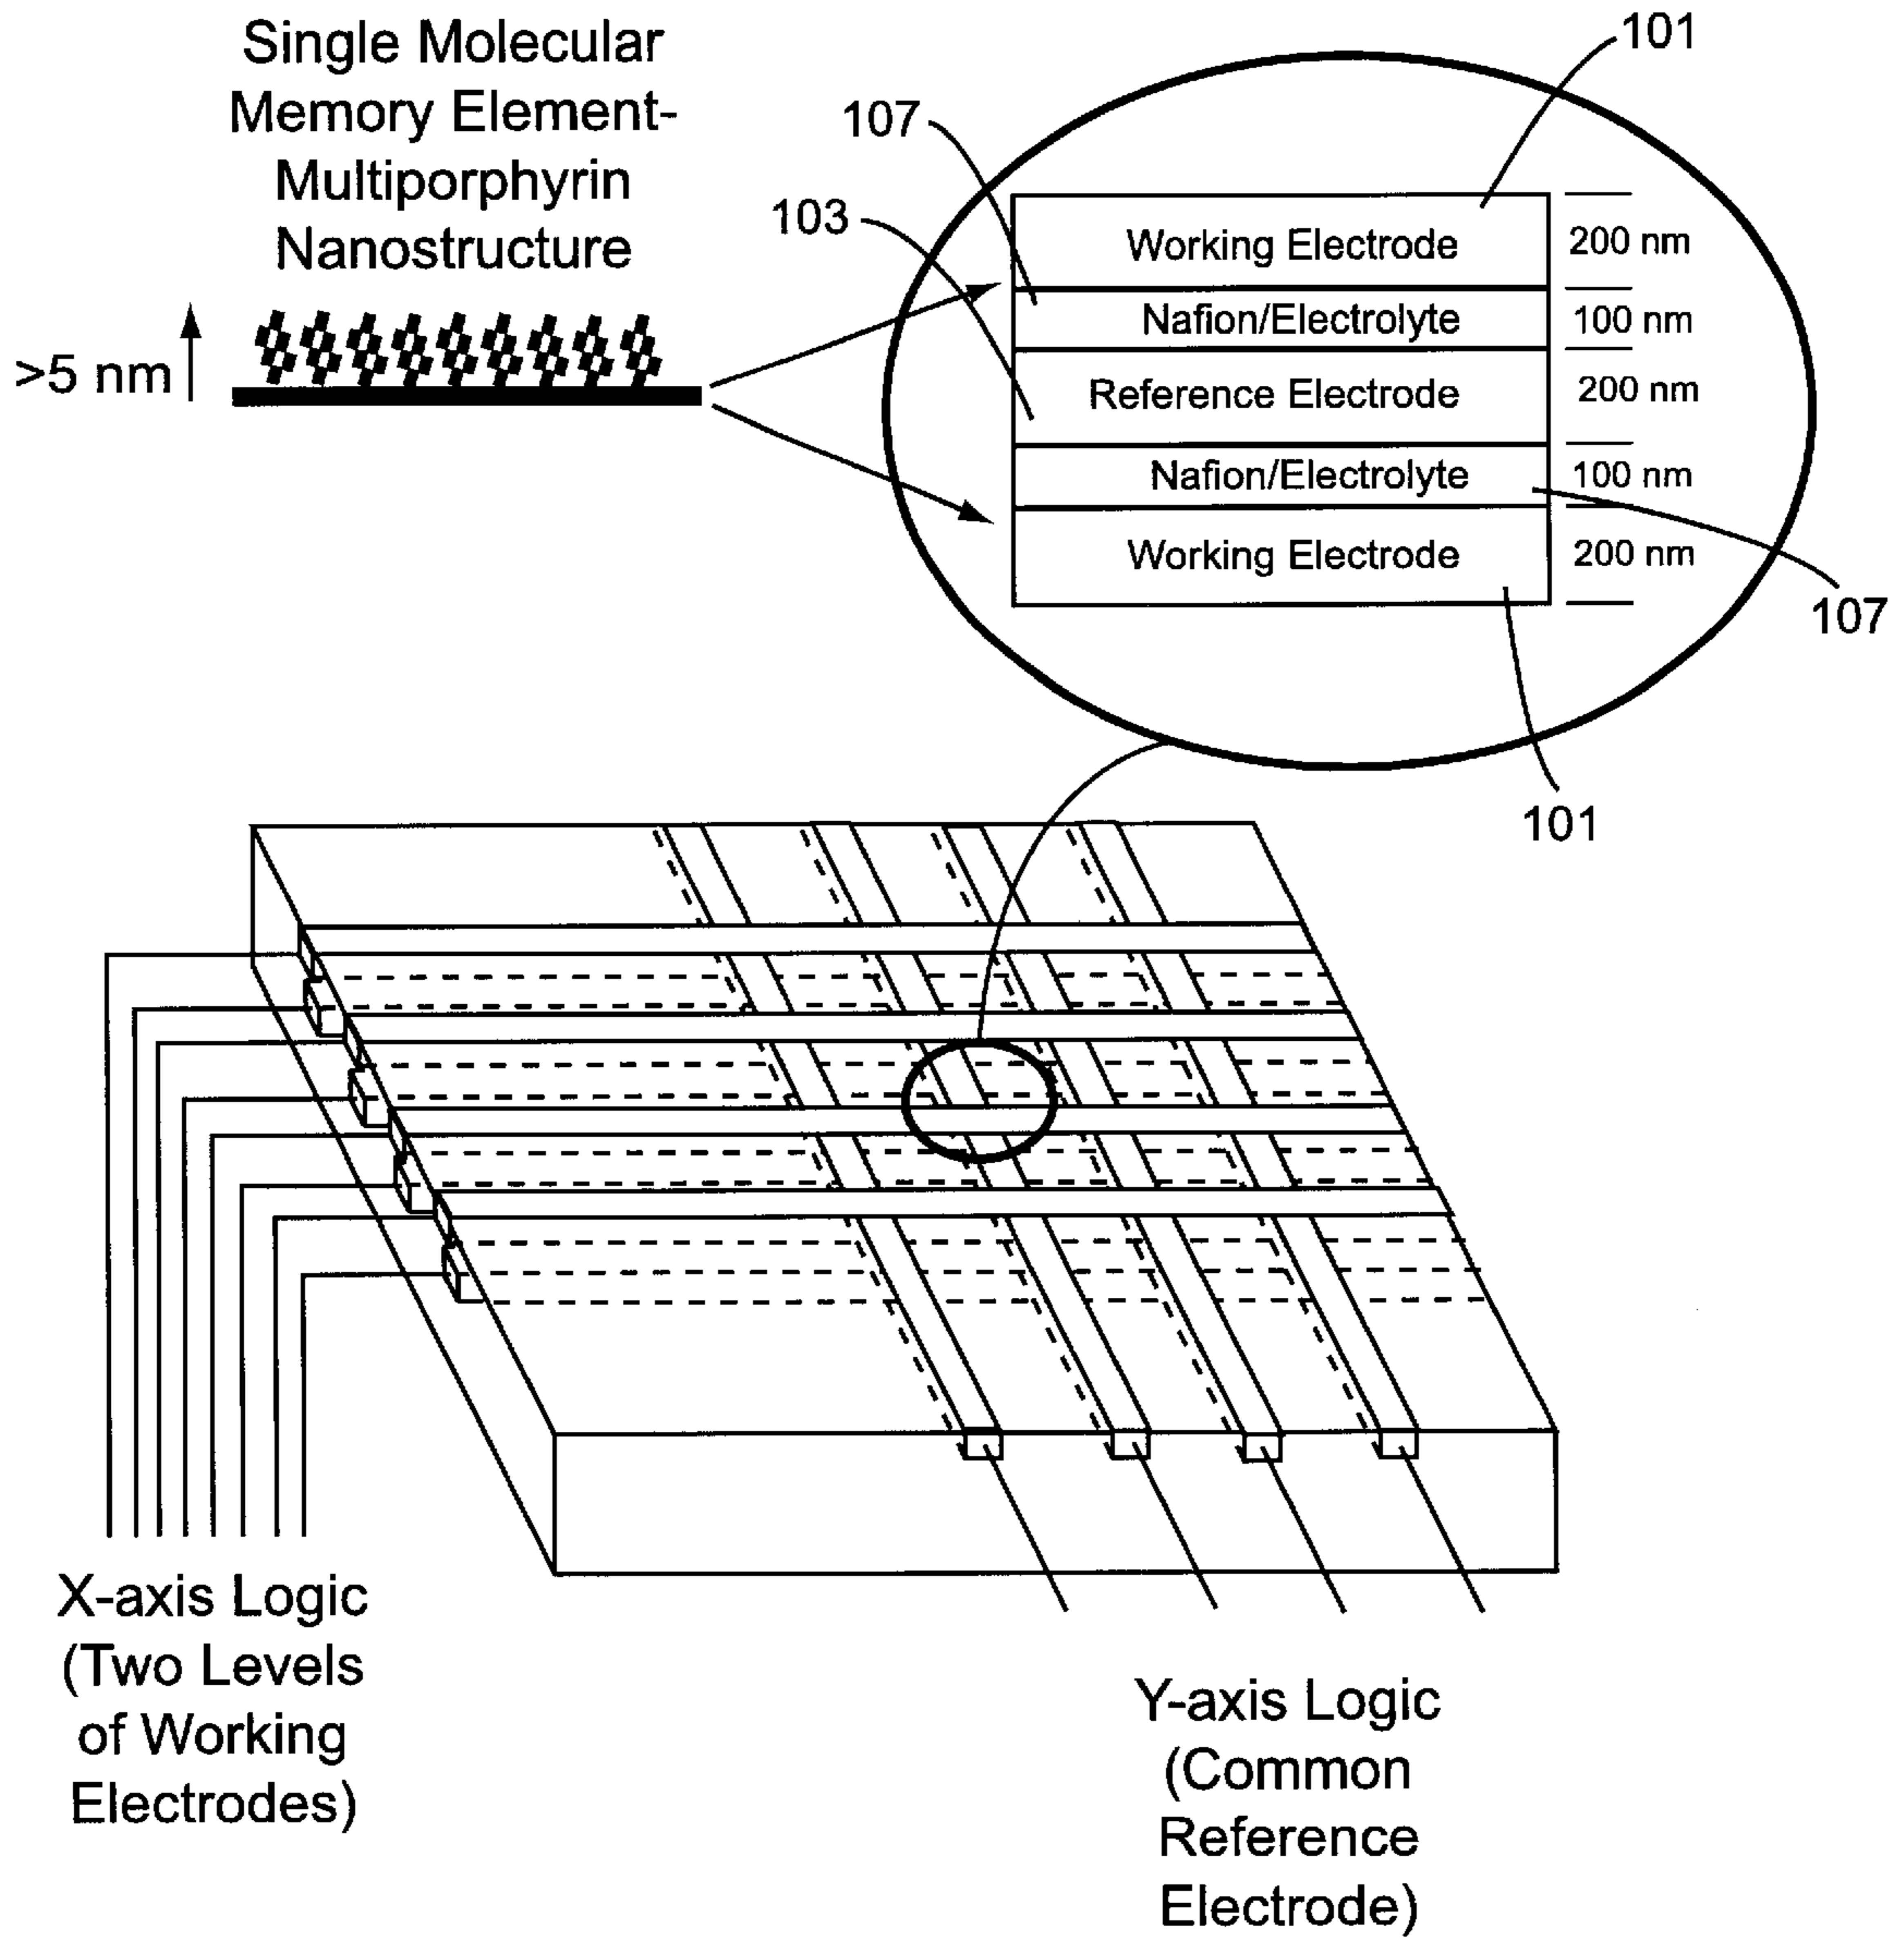 Single Molecular
Memory Element-
Multiporphyrin
Nanostructure
>5 nm
101
107
103
Working Electrode
200 nm
Nafion/Electrolyte
100 nm
Reference Electrode
200 nm
Nafion/Electrolyte
100 nm
Working Electrode
200 nm
107
101
X-axis Logic
(Two Levels
of Working
Electrodes)
Y-axis Logic
(Common
Reference
Electrode)